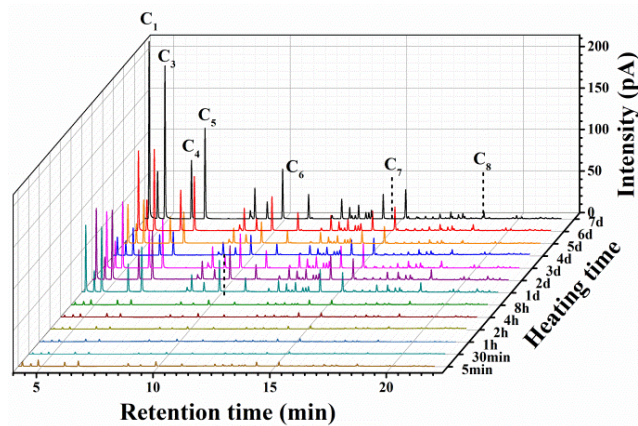 C1
C3
C4
C5
C6
C7
C8
200
150
100
50
0
Intensity (pA)
7d
6d
5d
4d
3d
2d
1d
8h
4h
2h
1h
30min
5min
Heating time
5
10
15
20
Retention time (min)